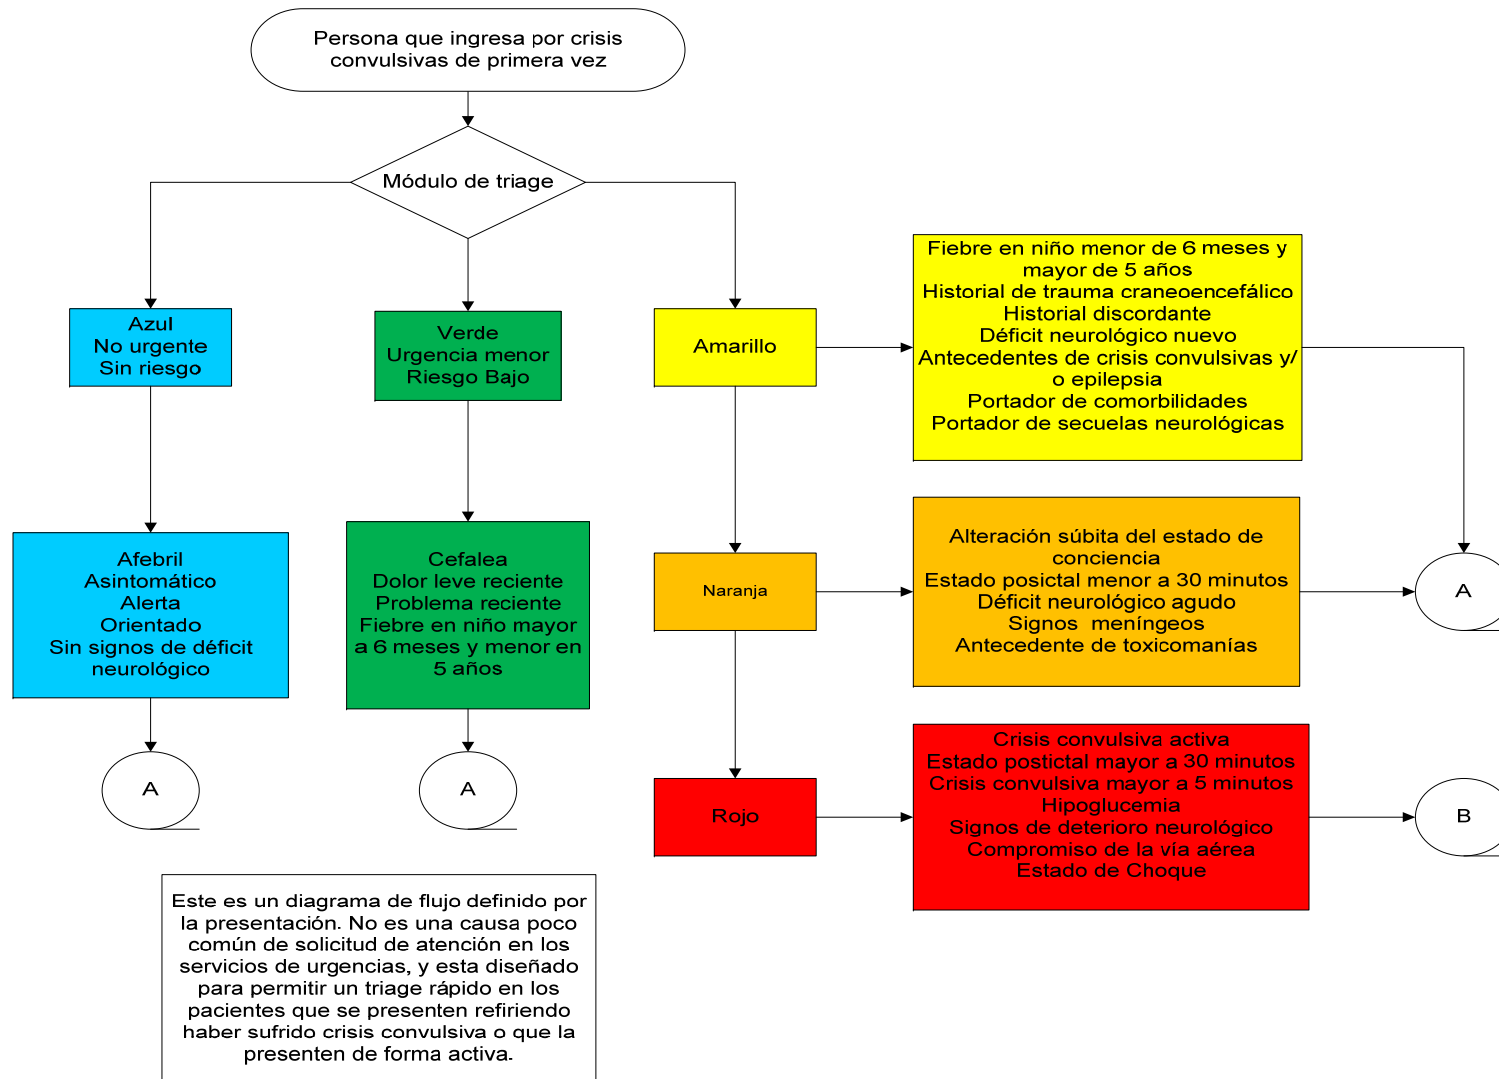 Persona que ingresa por crisis
convulsivas de primera vez
Módulo de triage
Azul
No urgente
Sin riesgo
Verde
Urgencia menor
Riesgo Bajo
Amarillo
Fiebre en niño menor de 6 meses y
mayor de 5 años
Historial de trauma craneoencefálico
Historial discordante
Déficit neurológico nuevo
Antecedentes de crisis convulsivas y/
o epilepsia
Portador de comorbilidades
Portador de secuelas neurológicas
Afebril
Asintomático
Alerta
Orientado
Sin signos de déficit
neurológico
Cefalea
Dolor leve reciente
Problema reciente
Fiebre en niño mayor
a 6 meses y menor en
5 años
Naranja
Alteración súbita del estado de
conciencia
Estado posictal menor a 30 minutos
Déficit neurológico agudo
Signos meníngeos
Antecedente de toxicomanías
A
A
A
Rojo
Crisis convulsiva activa
Estado postictal mayor a 30 minutos
Crisis convulsiva mayor a 5 minutos
Hipoglucemia
Signos de deterioro neurológico
Compromiso de la vía aérea
Estado de Choque
B
Este es un diagrama de flujo definido por
la presentación. No es una causa poco
común de solicitud de atención en los
servicios de urgencias, y esta diseñado
para permitir un triage rápido en los
pacientes que se presenten refiriendo
haber sufrido crisis convulsiva o que la
presenten de forma activa.